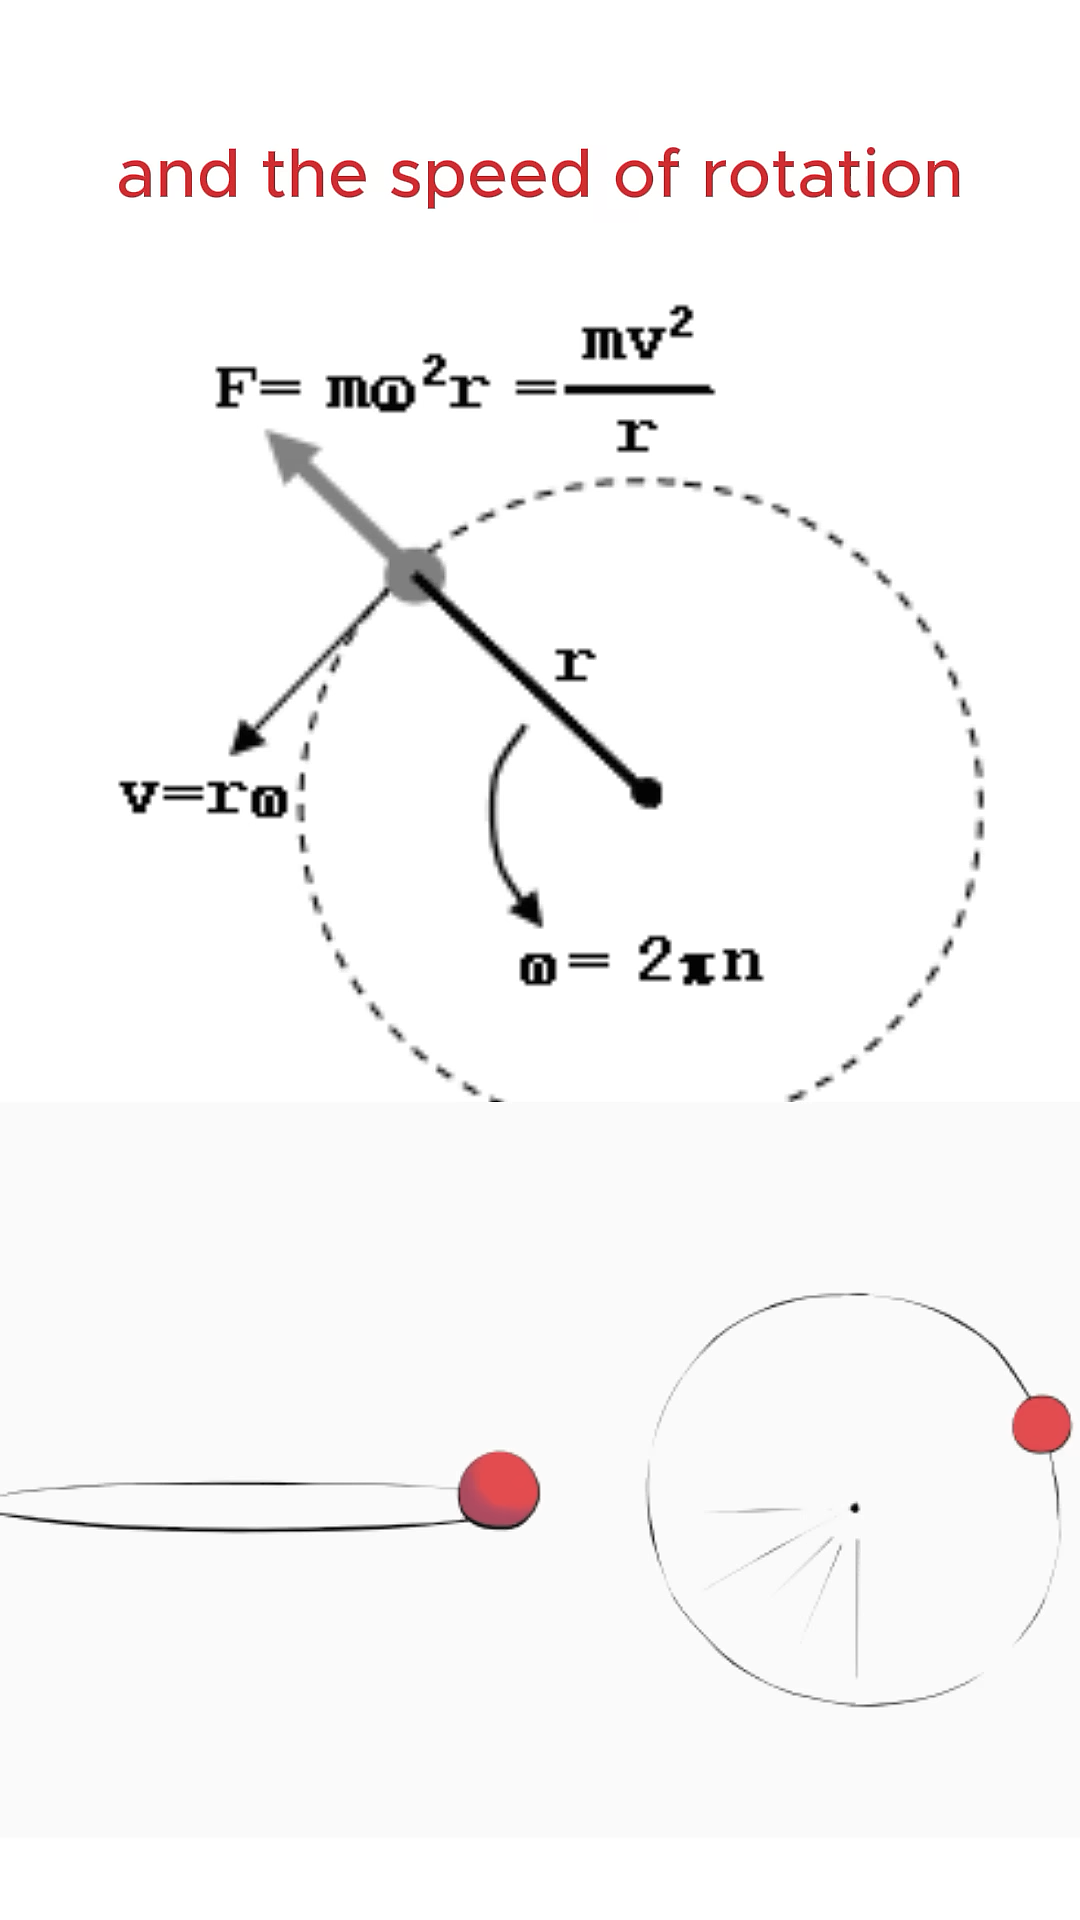 and the speed of rotation
F= mω²r = mv²/r
r
v=rω
ω= 2πn